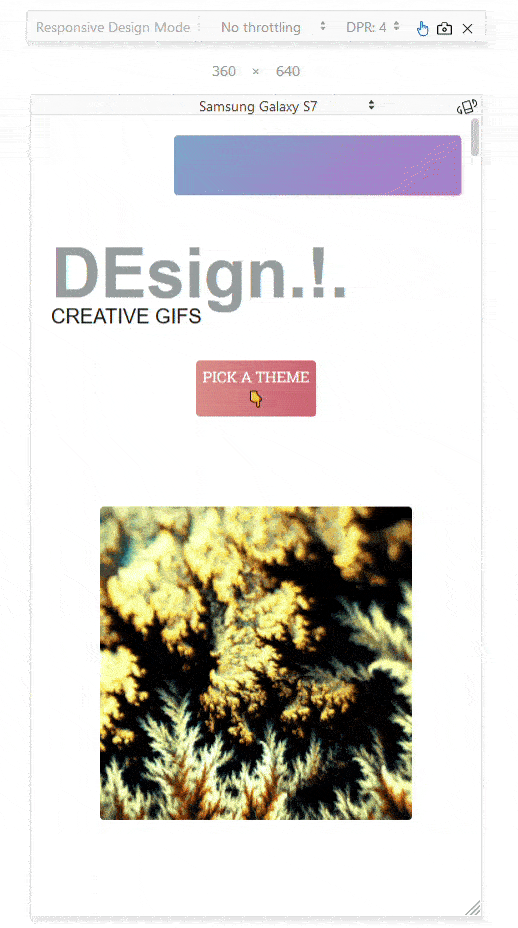 Responsive Design Mode No throttling DPR: 4
360 × 640
Samsung Galaxy S7
DEsign.!.
CREATIVE GIFS
PICK A THEME
👇